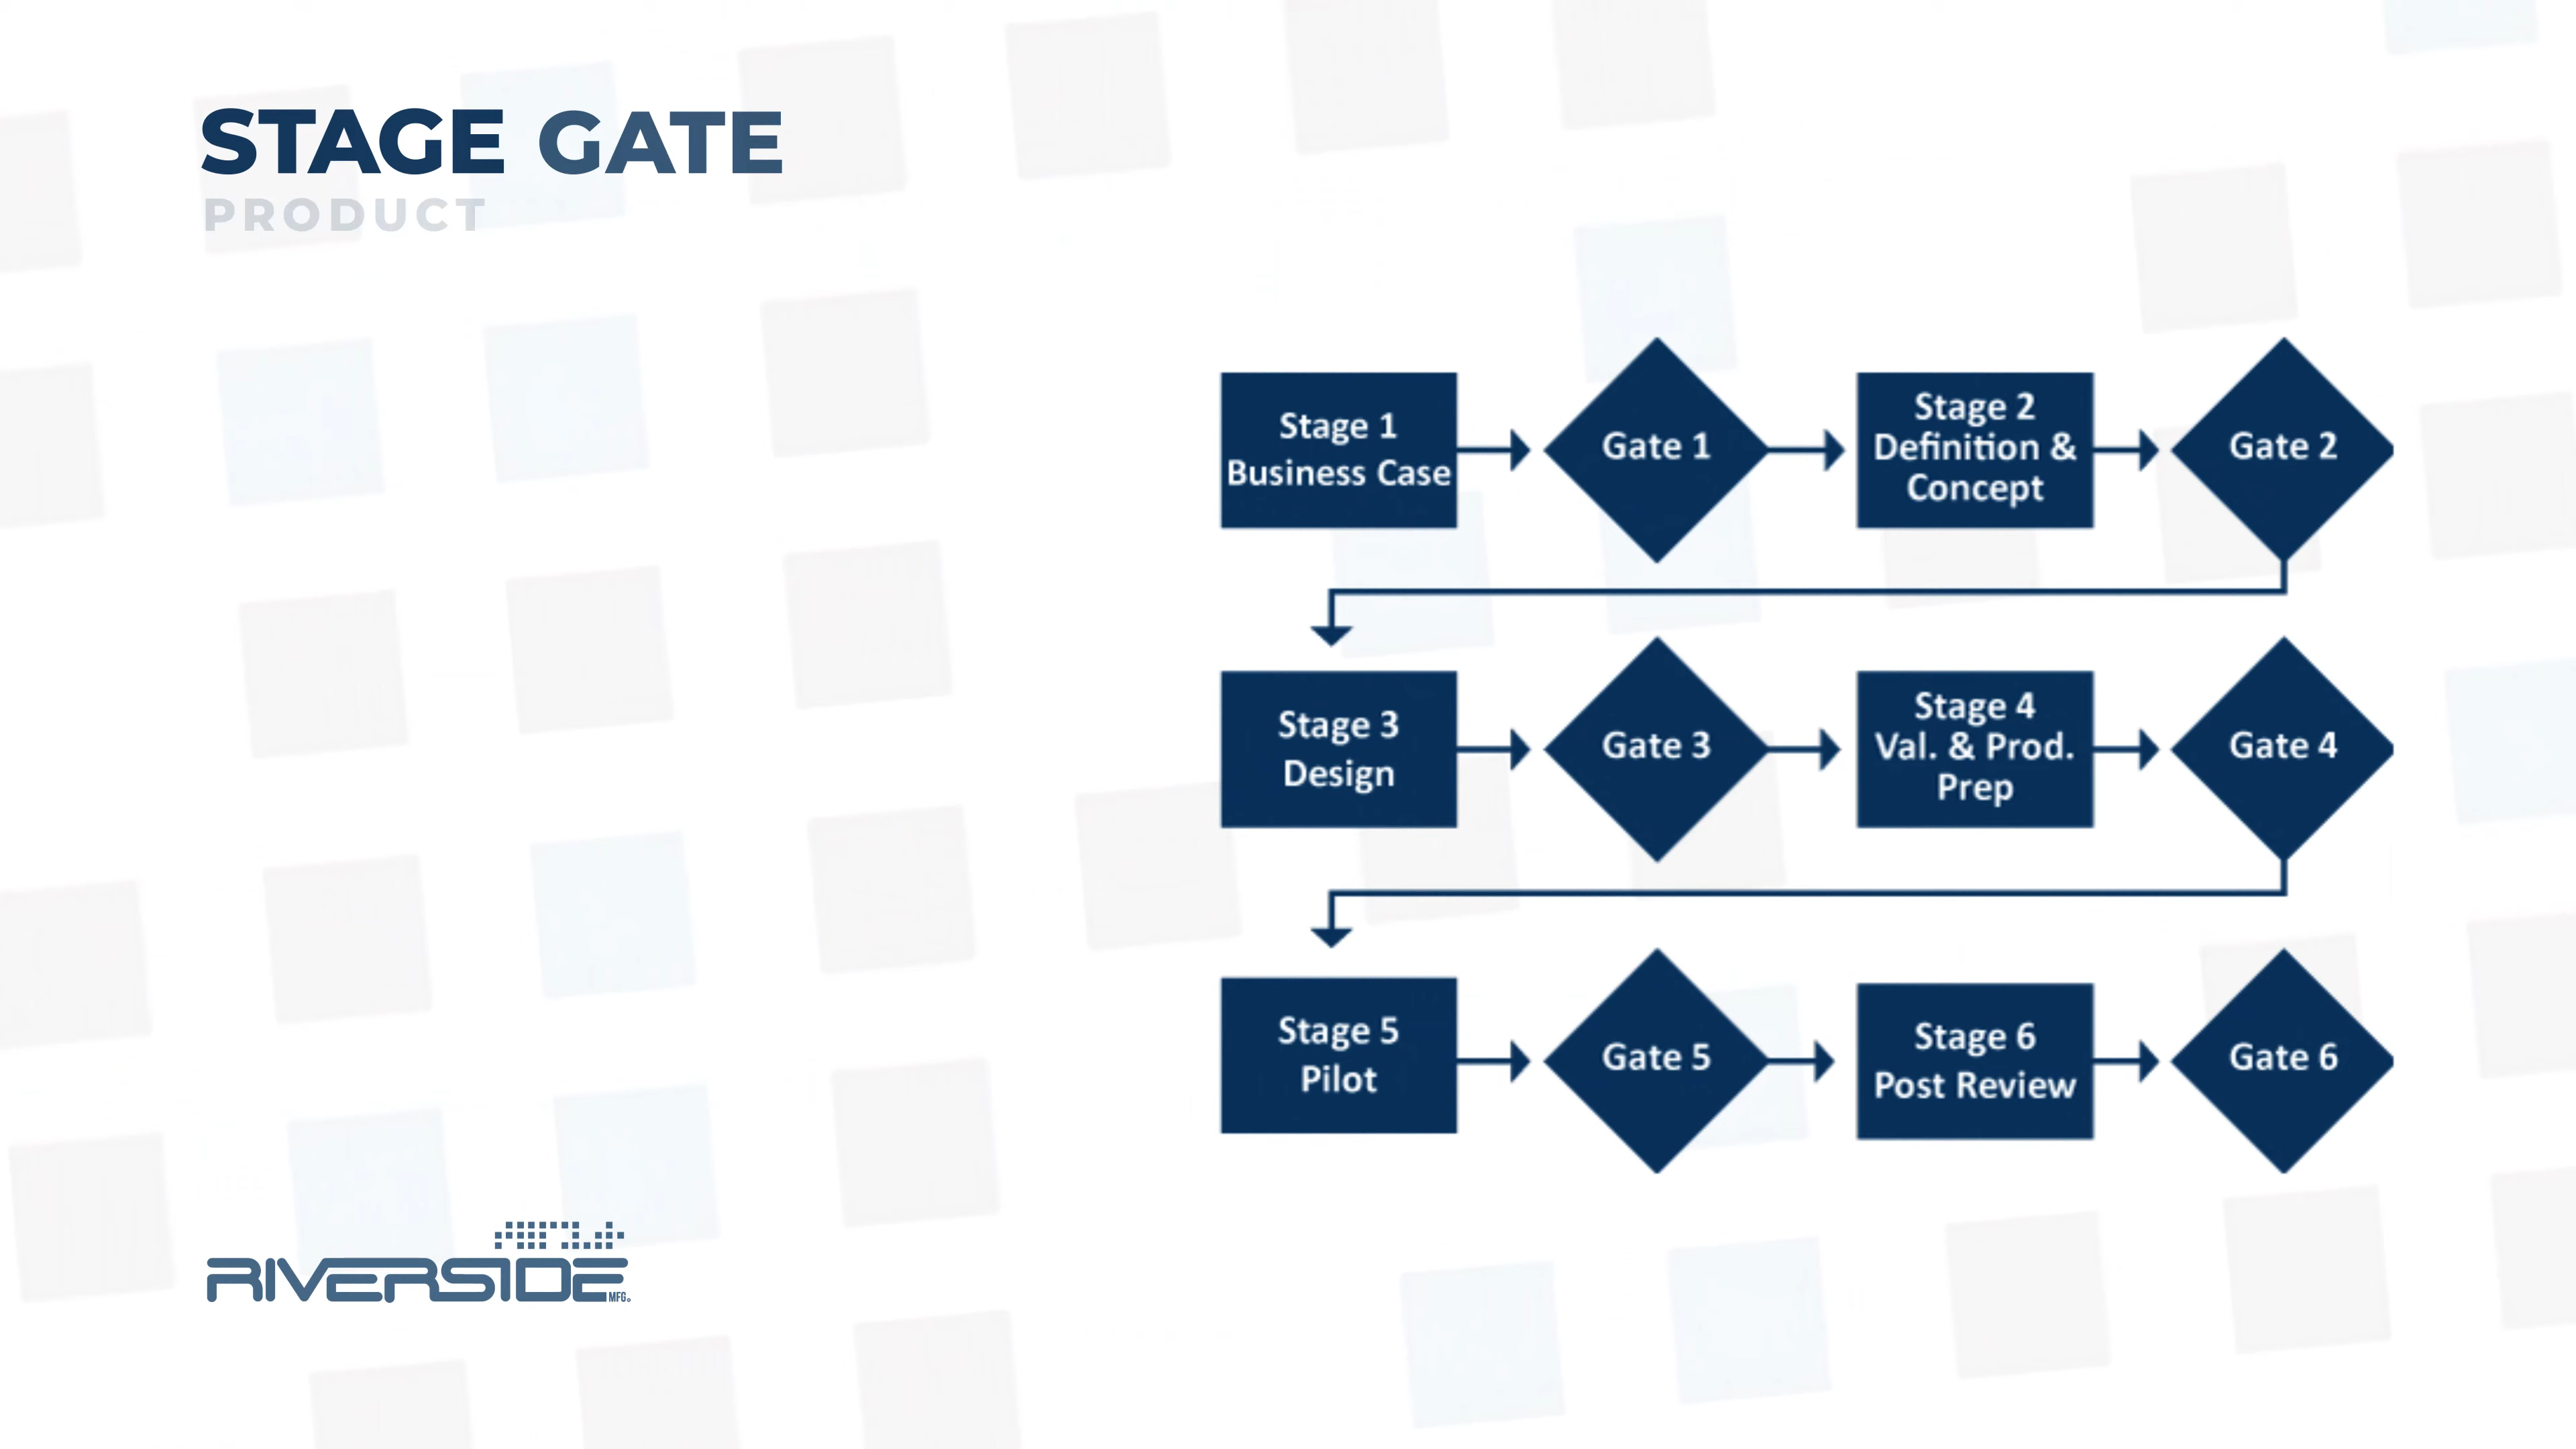 STAGE GATE
PRODUCT
Stage 1
Business Case
Gate 1
Stage 2
Definition &
Concept
Gate 2
Stage 3
Design
Gate 3
Stage 4
Val. & Prod.
Prep
Gate 4
Stage 5
Pilot
Gate 5
Stage 6
Post Review
Gate 6
RIVERSIDE
MFG.